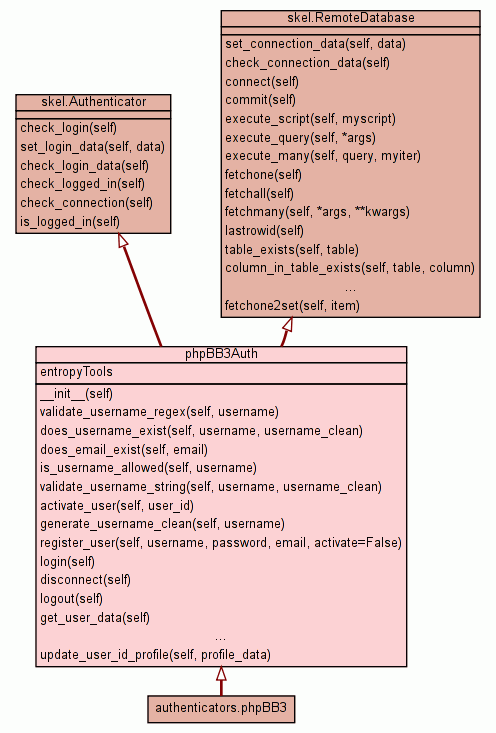 skel.RemoteDatabase
set_connection_data(self, data)
check_connection_data(self)
connect(self)
commit(self)
execute_script(self, myscript)
execute_query(self, *args)
execute_many(self, query, myiter)
fetchone(self)
fetchall(self)
fetchmany(self, *args, **kwargs)
lastrowid(self)
table_exists(self, table)
column_in_table_exists(self, table, column)
...
fetchone2set(self, item)
skel.Authenticator
check_login(self)
set_login_data(self, data)
check_login_data(self)
check_logged_in(self)
check_connection(self)
is_logged_in(self)
phpBB3Auth
entropyTools
__init__(self)
validate_username_regex(self, username)
does_username_exist(self, username, username_clean)
does_email_exist(self, email)
is_username_allowed(self, username)
validate_username_string(self, username, username_clean)
activate_user(self, user_id)
generate_username_clean(self, username)
register_user(self, username, password, email, activate=False)
login(self)
disconnect(self)
logout(self)
get_user_data(self)
...
update_user_id_profile(self, profile_data)
authenticators.phpBB3